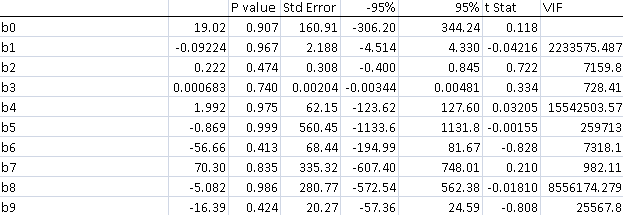 P value Std Error -95% 95% t Stat VIF
b0 19.02 0.907 160.91 -306.20 344.24 0.118
b1 -0.09224 0.967 2.188 -4.514 4.330 -0.04216 2233575.487
b2 0.222 0.474 0.308 -0.400 0.845 0.722 7159.8
b3 0.000683 0.740 0.00204 -0.00344 0.00481 0.334 728.41
b4 1.992 0.975 62.15 -123.62 127.60 0.03205 15542503.57
b5 -0.869 0.999 560.45 -1133.6 1131.8 -0.00155 259713
b6 -56.66 0.413 68.44 -194.99 81.67 -0.828 7318.1
b7 70.30 0.835 335.32 -607.40 748.01 0.210 982.11
b8 -5.082 0.986 280.77 -572.54 562.38 -0.01810 8556174.279
b9 -16.39 0.424 20.27 -57.36 24.59 -0.808 25567.8